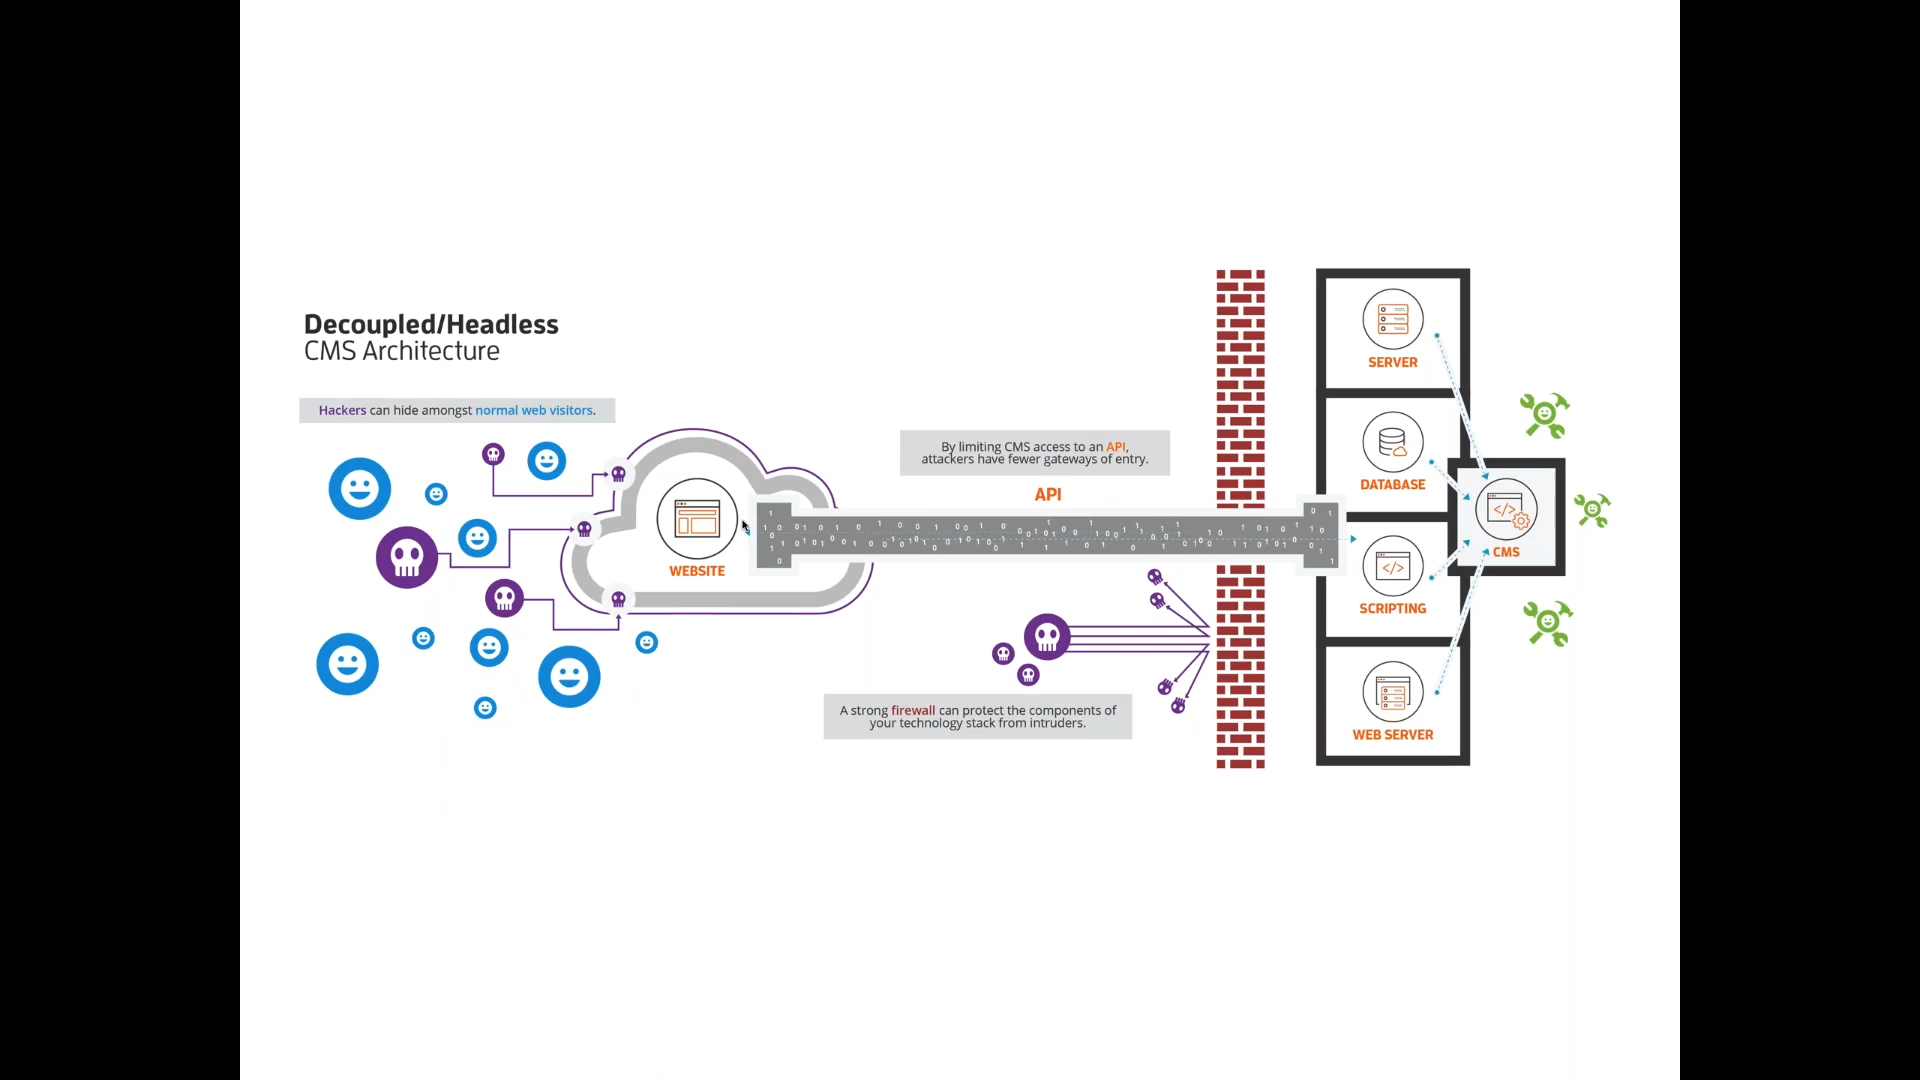 Decoupled/Headless
CMS Architecture
Hackers can hide amongst normal web visitors.
By limiting CMS access to an API,
attackers have fewer gateways of entry.
API
WEBSITE
A strong firewall can protect the components of
your technology stack from intruders.
SERVER
DATABASE
SCRIPTING
WEB SERVER
CMS